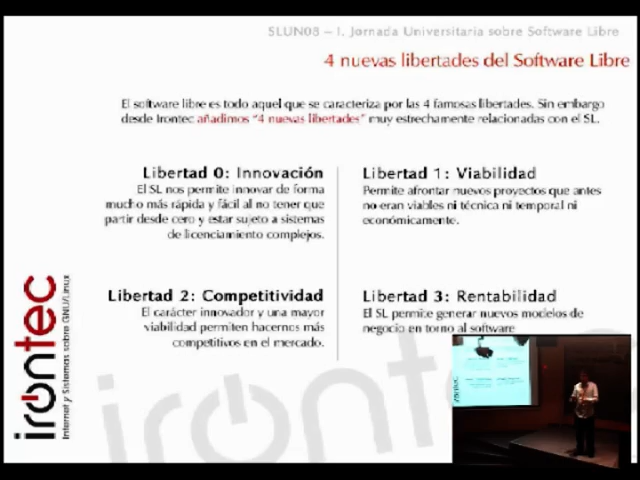 SLUN08 – I. Jornada Universitaria sobre Software Libre
4 nuevas libertades del Software Libre
El software libre es todo aquel que se caracteriza por las 4 famosas libertades. Sin embargo
desde Irontec añadimos "4 nuevas libertades" muy estrechamente relacionadas con el SL.
Libertad 0: Innovación
El SL nos permite innovar de forma
mucho más rápida y fácil al no tener que
partir desde cero y estar sujeto a sistemas
de licenciamiento complejos.
Libertad 1: Viabilidad
Permite afrontar nuevos proyectos que antes
no eran viables ni técnica ni temporal ni
económicamente.
Libertad 2: Competitividad
El carácter innovador y una mayor
viabilidad permiten hacernos más
competitivos en el mercado.
Libertad 3: Rentabilidad
El SL permite generar nuevos modelos de
negocio en torno al software
irontec
Internet y Sistemas sobre GNU/Linux
irontec